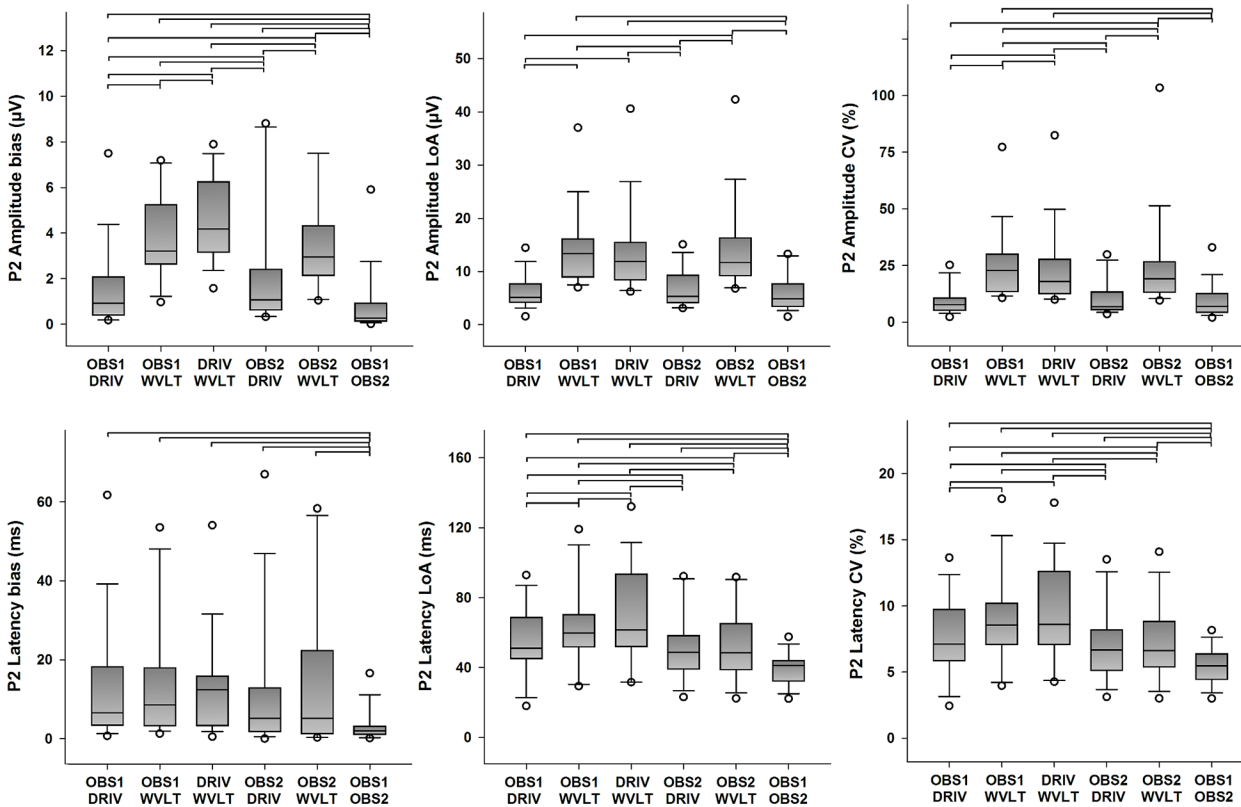 P2 Amplitude bias (µV)
12
10
8
6
4
2
0
OBS1 OBS1 DRIV OBS2 OBS2 OBS1
DRIV WVLT WVLT DRIV WVLT OBS2
P2 Amplitude LoA (µV)
50
40
30
20
10
0
OBS1 OBS1 DRIV OBS2 OBS2 OBS1
DRIV WVLT WVLT DRIV WVLT OBS2
P2 Amplitude CV (%)
100
75
50
25
0
OBS1 OBS1 DRIV OBS2 OBS2 OBS1
DRIV WVLT WVLT DRIV WVLT OBS2
P2 Latency bias (ms)
60
40
20
0
OBS1 OBS1 DRIV OBS2 OBS2 OBS1
DRIV WVLT WVLT DRIV WVLT OBS2
P2 Latency LoA (ms)
160
120
80
40
0
OBS1 OBS1 DRIV OBS2 OBS2 OBS1
DRIV WVLT WVLT DRIV WVLT OBS2
P2 Latency CV (%)
20
15
10
5
0
OBS1 OBS1 DRIV OBS2 OBS2 OBS1
DRIV WVLT WVLT DRIV WVLT OBS2